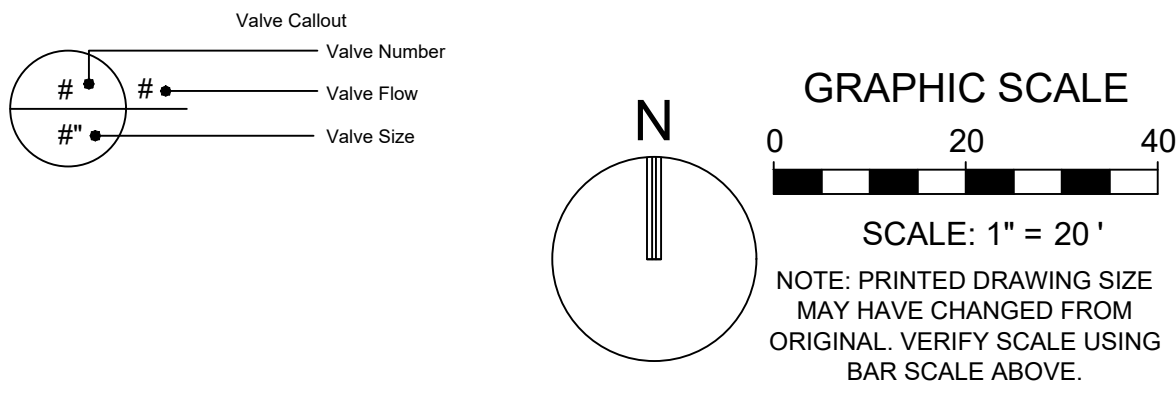 Valve Callout
Valve Number
# #
Valve Flow
#"
Valve Size
N
GRAPHIC SCALE
0 20 40
SCALE: 1" = 20 '
NOTE: PRINTED DRAWING SIZE
MAY HAVE CHANGED FROM
ORIGINAL. VERIFY SCALE USING
BAR SCALE ABOVE.